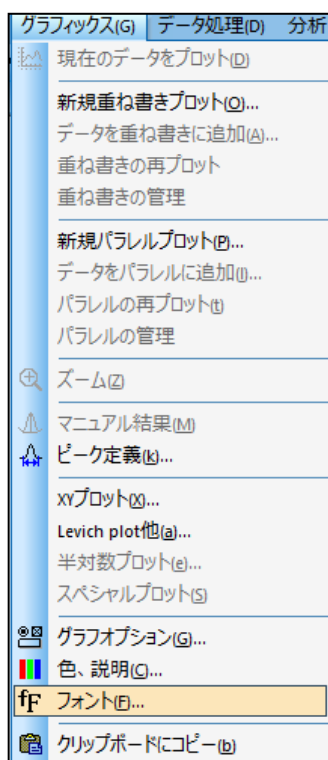 グラフィックス(G) データ処理(D) 分析
現在のデータをプロット(D)
新規重ね書きプロット(O)...
データを重ね書きに追加(A)...
重ね書きの再プロット
重ね書きの管理
新規パラレルプロット(P)...
データをパラレルに追加(I)...
パラレルの再プロット(t)
パラレルの管理
ズーム(Z)
マニュアル結果(M)
ピーク定義(k)...
XYプロット(X)...
Levich plot他(a)...
半対数プロット(e)...
スペシャルプロット(S)
グラフオプション(G)...
色、説明(C)...
fF フォント(F)...
クリップボードにコピー(b)